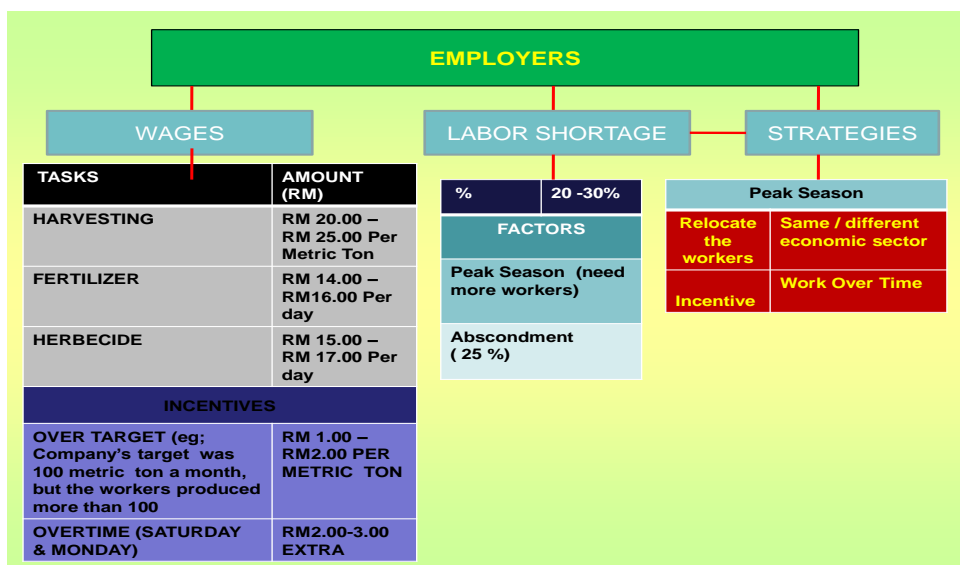 EMPLOYERS
WAGES
LABOR SHORTAGE
STRATEGIES
TASKS
AMOUNT
(RM)
HARVESTING
RM 20.00 –
RM 25.00 Per
Metric Ton
FERTILIZER
RM 14.00 –
RM16.00 Per
day
HERBECIDE
RM 15.00 –
RM 17.00 Per
day
INCENTIVES
OVER TARGET (eg;
Company's target was
100 metric ton a month,
but the workers produced
more than 100
RM 1.00 –
RM2.00 PER
METRIC TON
OVERTIME (SATURDAY
& MONDAY)
RM2.00-3.00
EXTRA
%
20 -30%
FACTORS
Peak Season (need
more workers)
Abscondment
( 25 %)
Peak Season
Relocate
the
workers
Same / different
economic sector
Incentive
Work Over Time